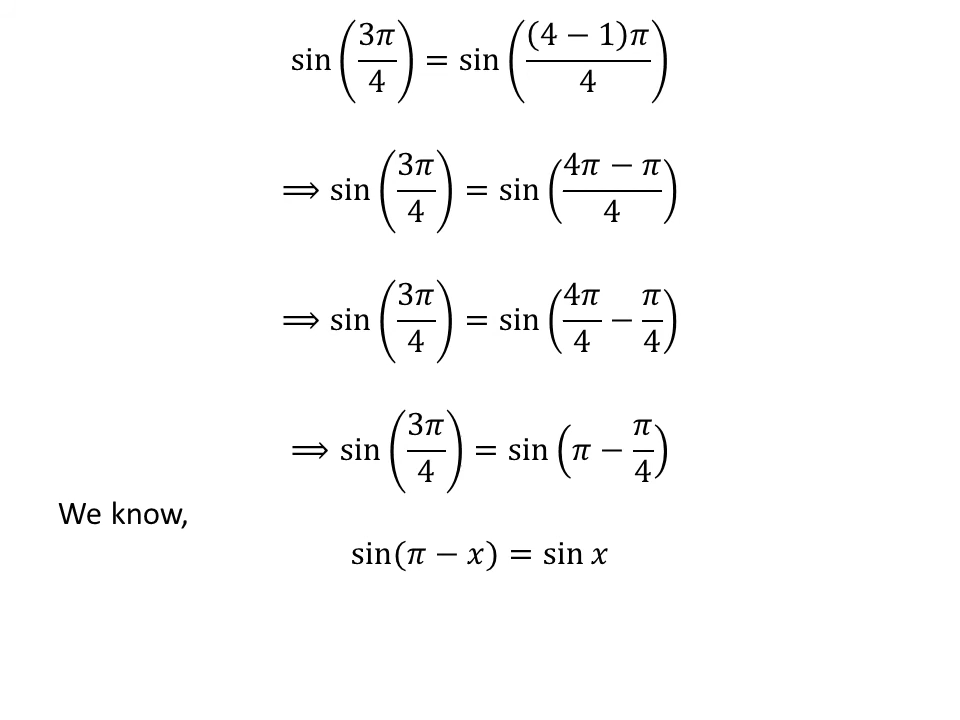 sin(3π/4) = sin((4 − 1)π/4)
⟹ sin(3π/4) = sin((4π − π)/4)
⟹ sin(3π/4) = sin(4π/4 − π/4)
⟹ sin(3π/4) = sin(π − π/4)
We know,
sin(π − x) = sin x